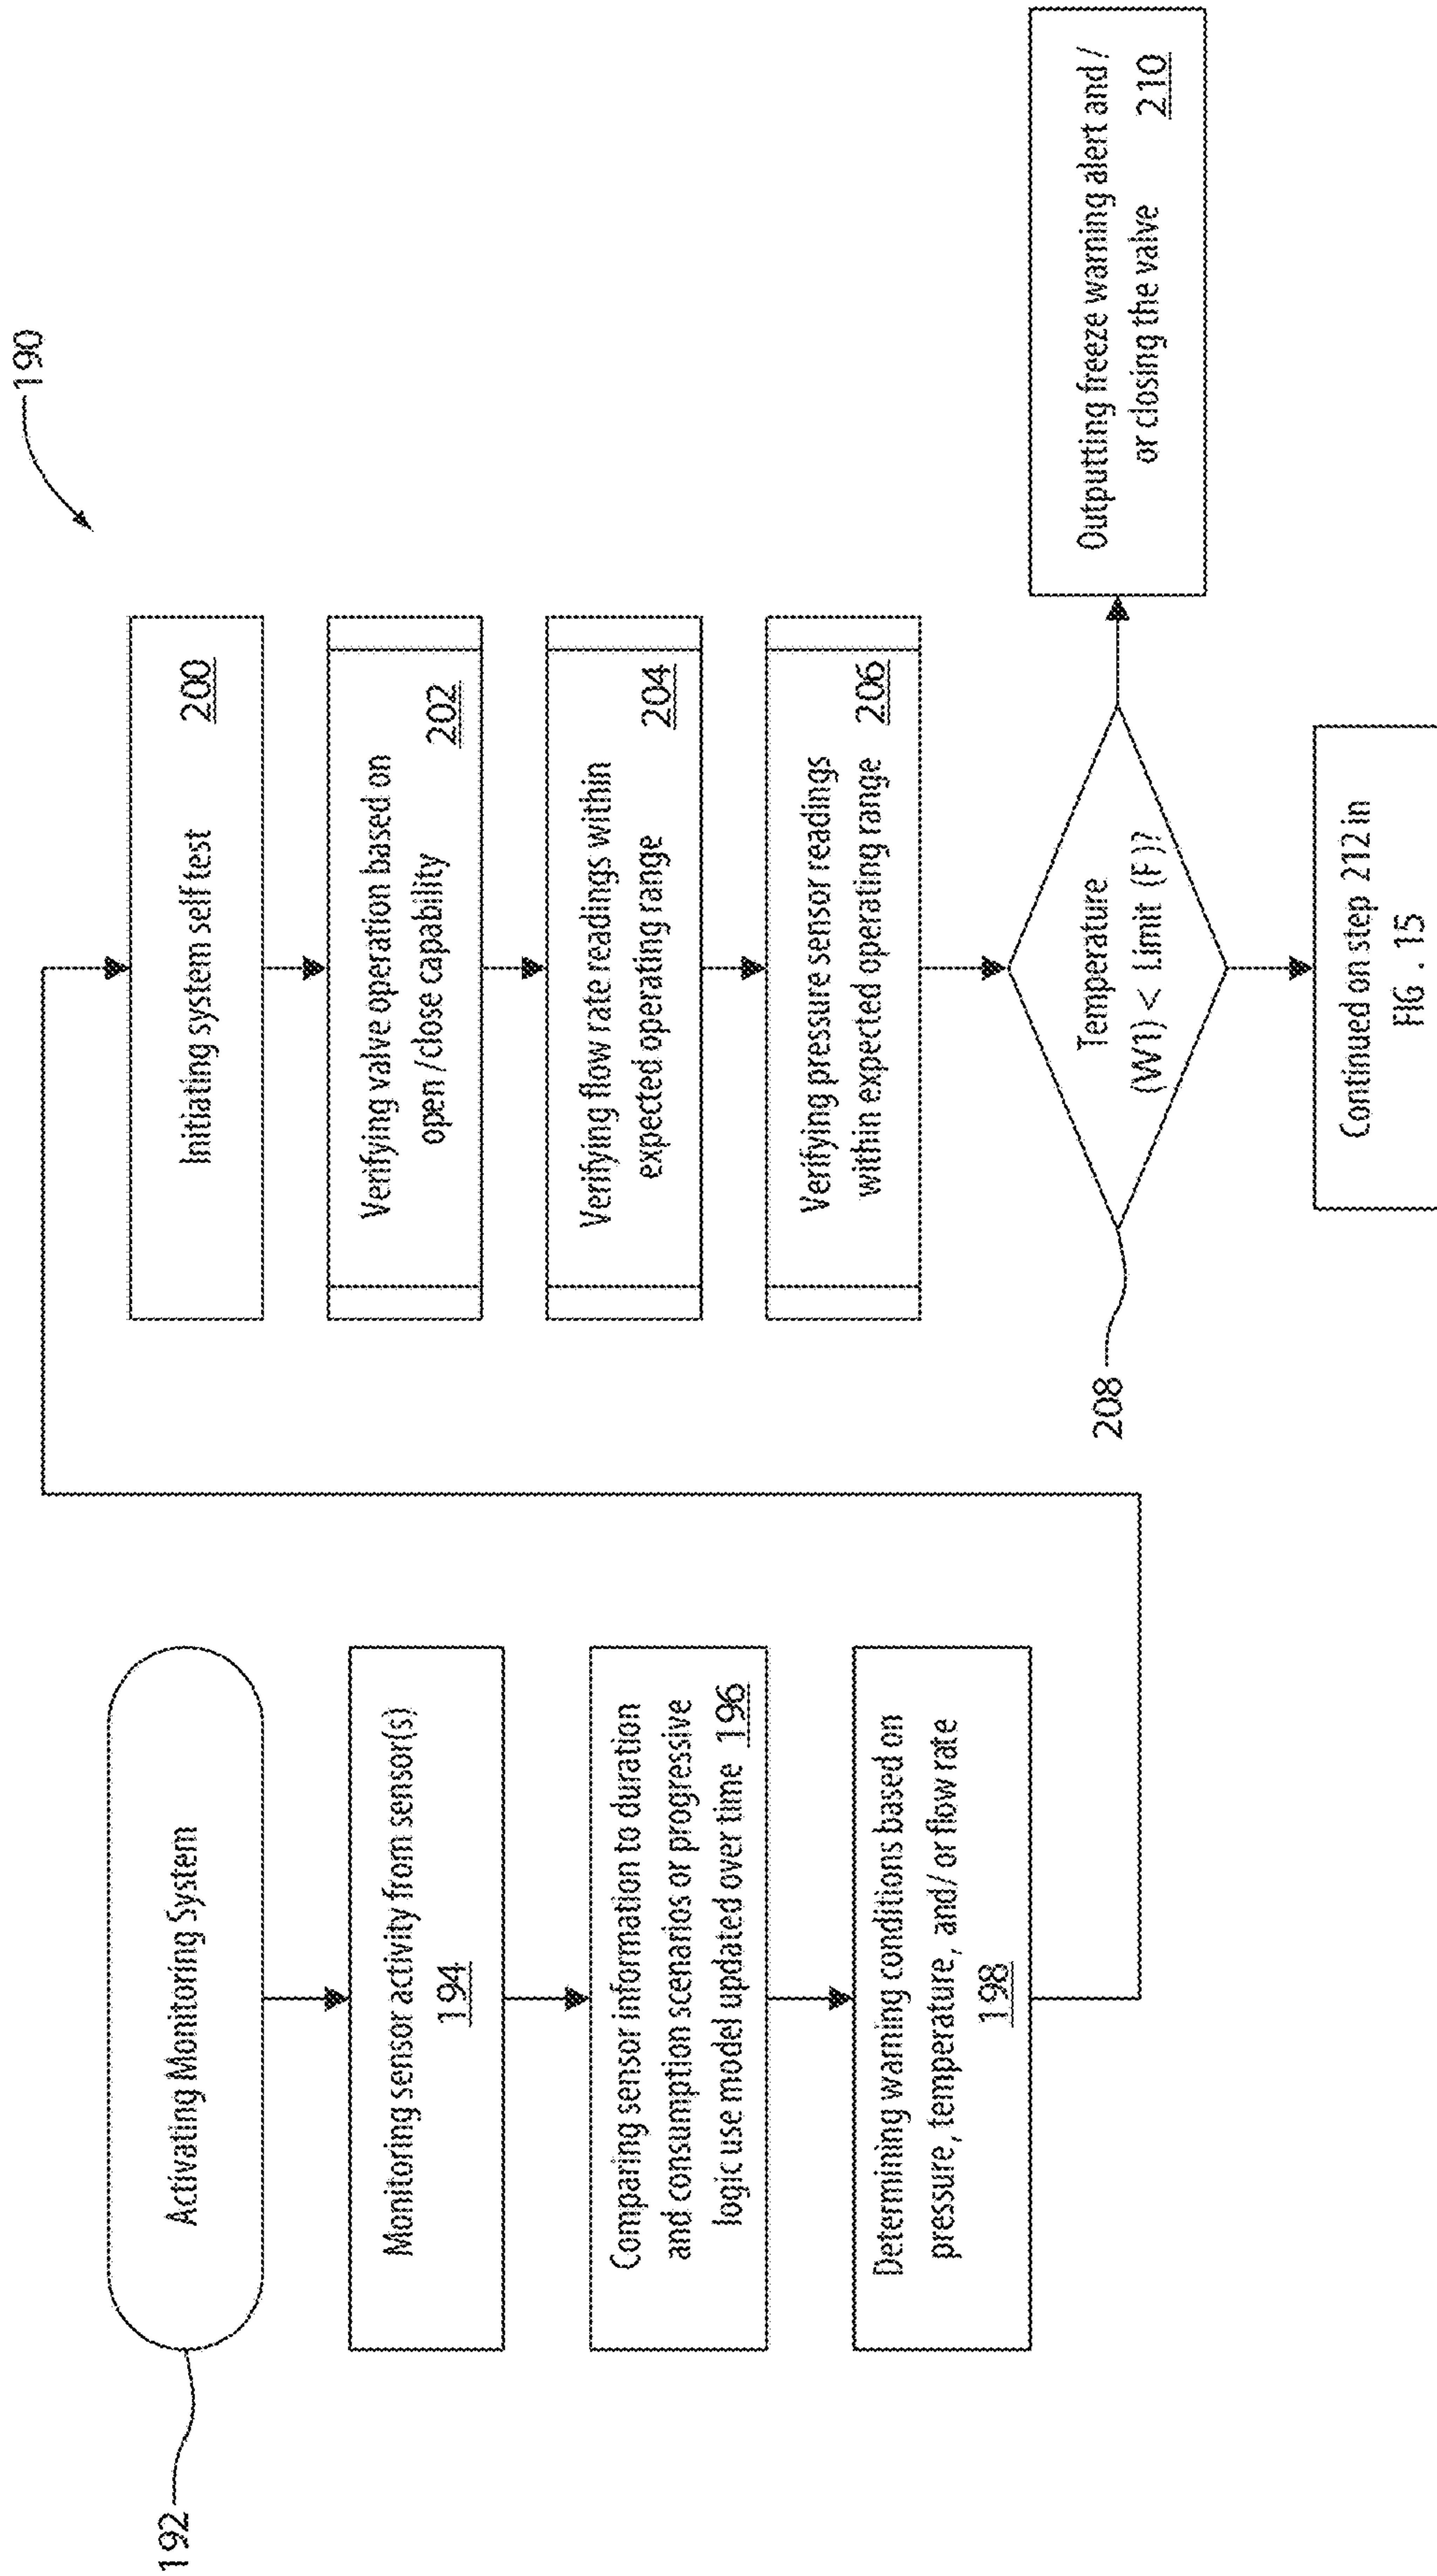 190
192
Activating Monitoring System
Monitoring sensor activity from sensor(s)
194
Comparing sensor information to duration
and consumption scenarios or progressive
logic use model updated over time 196
Determining warning conditions based on
pressure, temperature, and/ or flow rate
198
Initiating system self test 200
Verifying valve operation based on
open / close capability 202
Verifying flow rate readings within
expected operating range 204
Verifying pressure sensor readings
within expected operating range 206
208
Temperature
(W1) < Limit (F)?
Outputting freeze warning alert and /
or closing the valve 210
Continued on step 212 in
FIG . 15